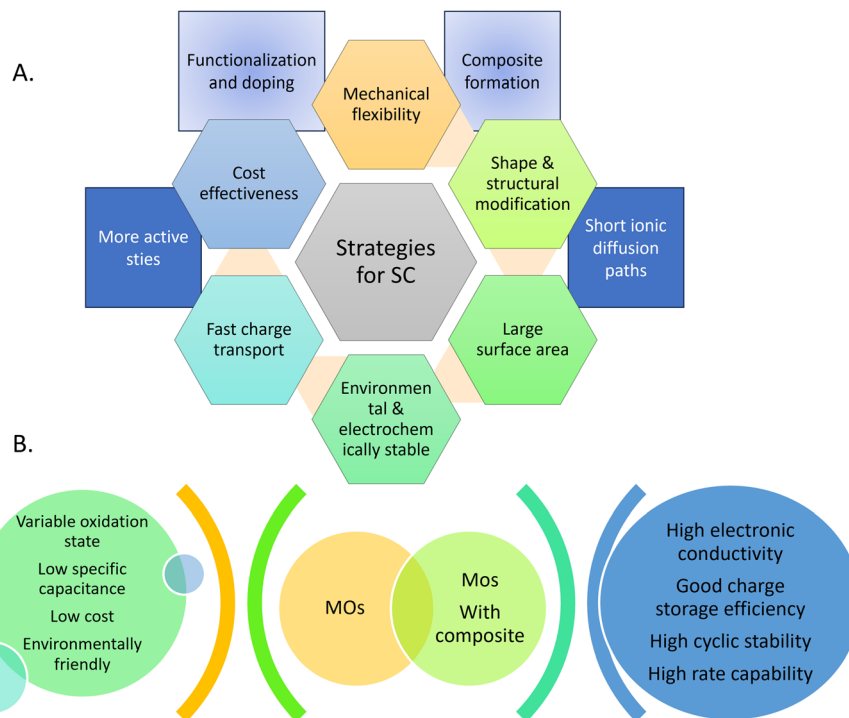 A.
Functionalization
and doping
Mechanical
flexibility
Composite
formation
Cost
effectiveness
Shape &
structural
modification
More active
sties
Strategies
for SC
Short ionic
diffusion
paths
Fast charge
transport
Large
surface area
Environmen
tal &
electrochem
ically stable
B.
Variable oxidation
state
Low specific
capacitance
Low cost
Environmentally
friendly
MOs
Mos
With
composite
High electronic
conductivity
Good charge
storage efficiency
High cyclic stability
High rate capability